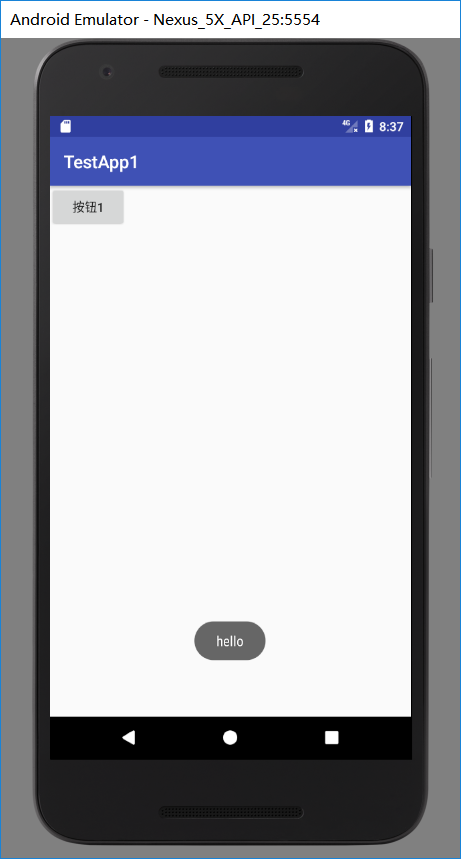 Android Emulator - Nexus_5X_API_25:5554
4G 8:37
TestApp1
按钮1
hello